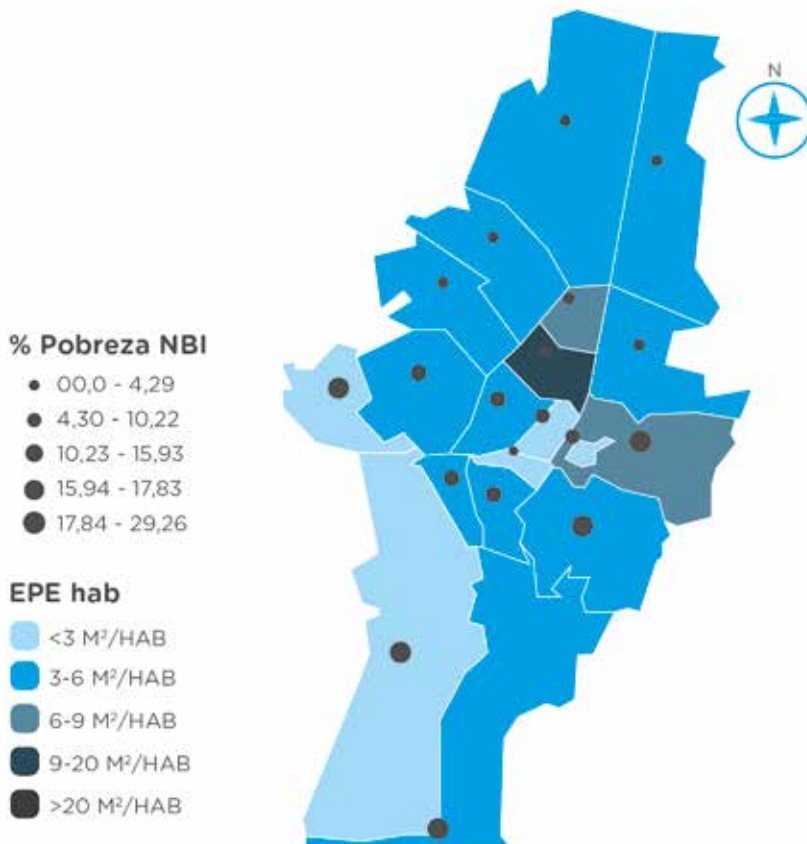 N
% Pobreza NBI
00,0 - 4,29
4,30 - 10,22
10,23 - 15,93
15,94 - 17,83
17,84 - 29,26
EPE hab
<3 M²/HAB
3-6 M²/HAB
6-9 M²/HAB
9-20 M²/HAB
>20 M²/HAB